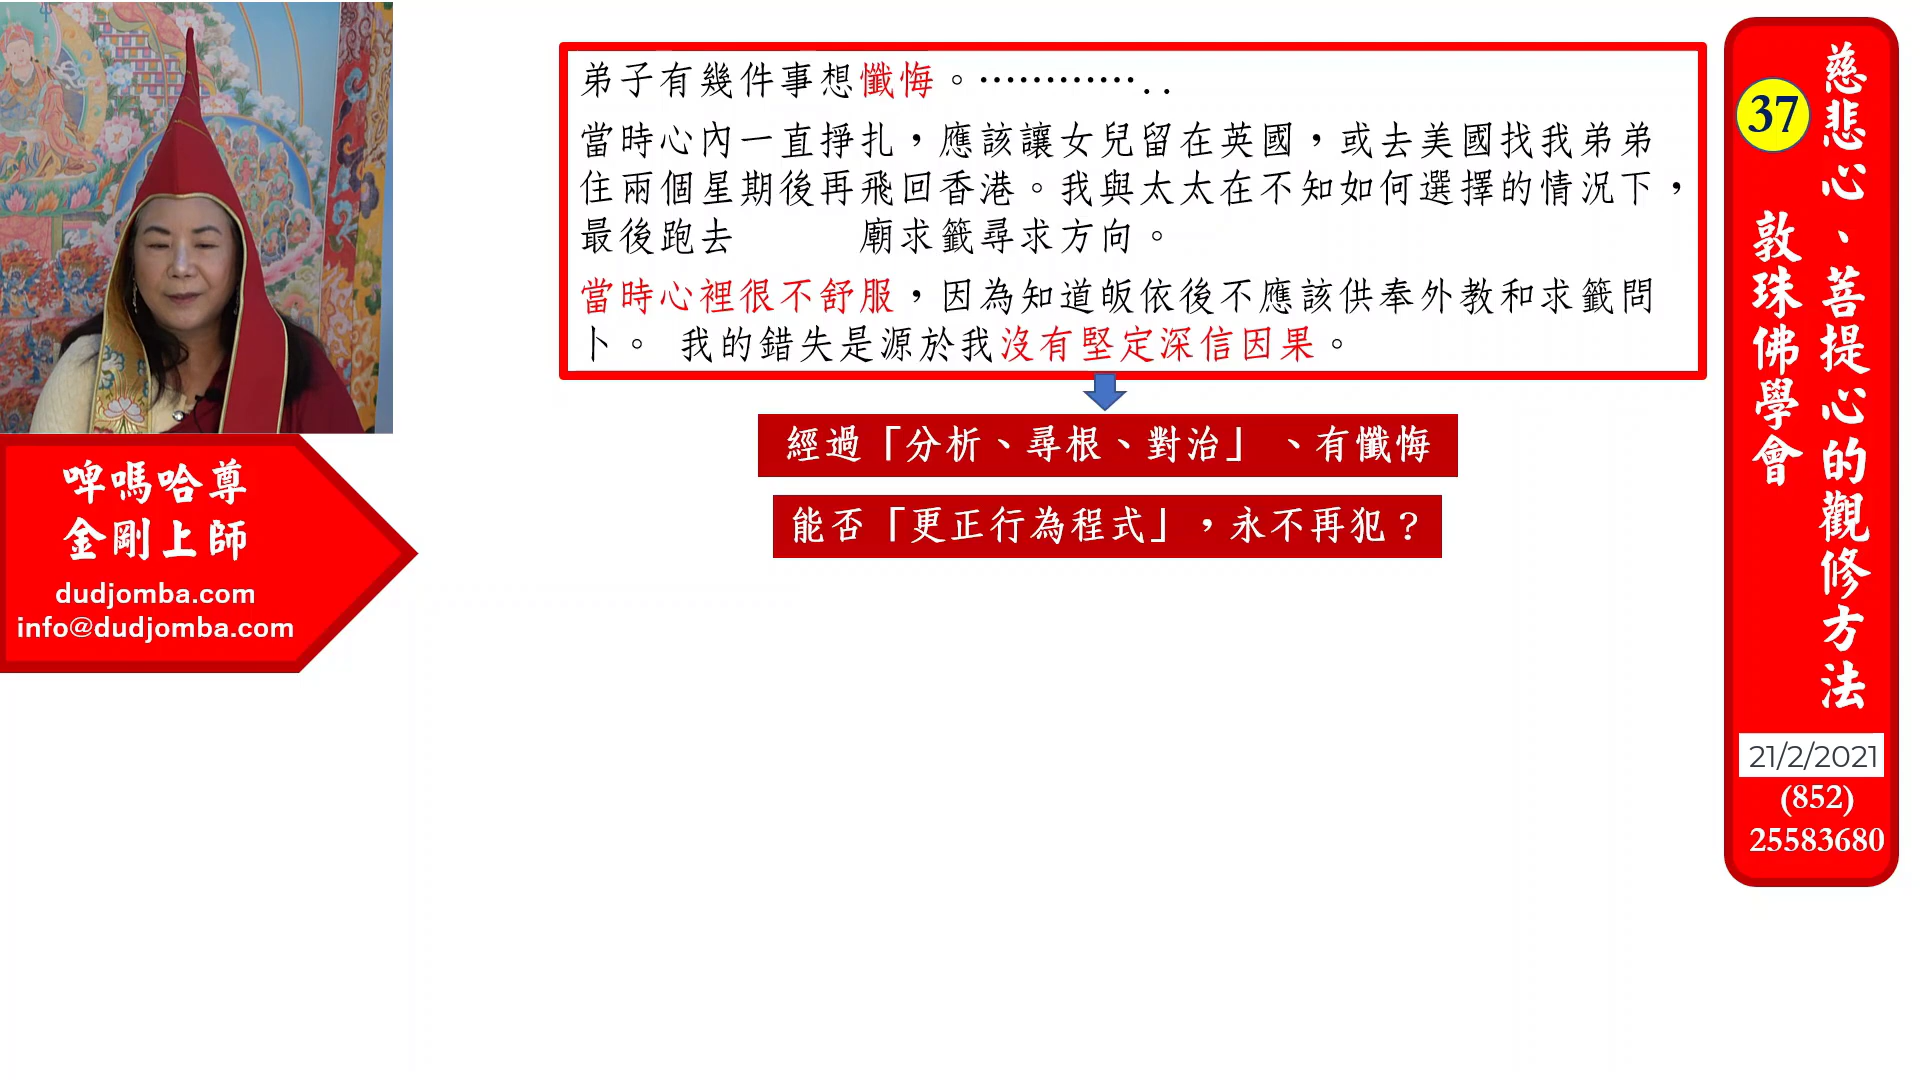 弟子有幾件事想懺悔。…………..
當時心內一直掙扎，應該讓女兒留在英國，或去美國找我弟弟
住兩個星期後再飛回香港。我與太太在不知如何選擇的情況下，
最後跑去　　　廟求籤尋求方向。
當時心裡很不舒服，因為知道皈依後不應該供奉外教和求籤問
卜。 我的錯失是源於我沒有堅定深信因果。
經過「分析、尋根、對治」 、有懺悔
能否「更正行為程式」，永不再犯？
啤嗎哈尊
金剛上師
dudjomba.com
info@dudjomba.com
慈悲心、菩提心的觀修方法
37
敦珠佛學會
21/2/2021
(852)
25583680